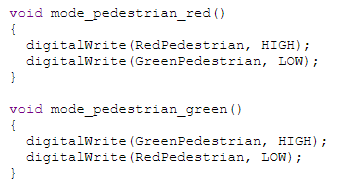 void mode_pedestrian_red()
{
  digitalWrite(RedPedestrian, HIGH);
  digitalWrite(GreenPedestrian, LOW);
}

void mode_pedestrian_green()
{
  digitalWrite(GreenPedestrian, HIGH);
  digitalWrite(RedPedestrian, LOW);
}